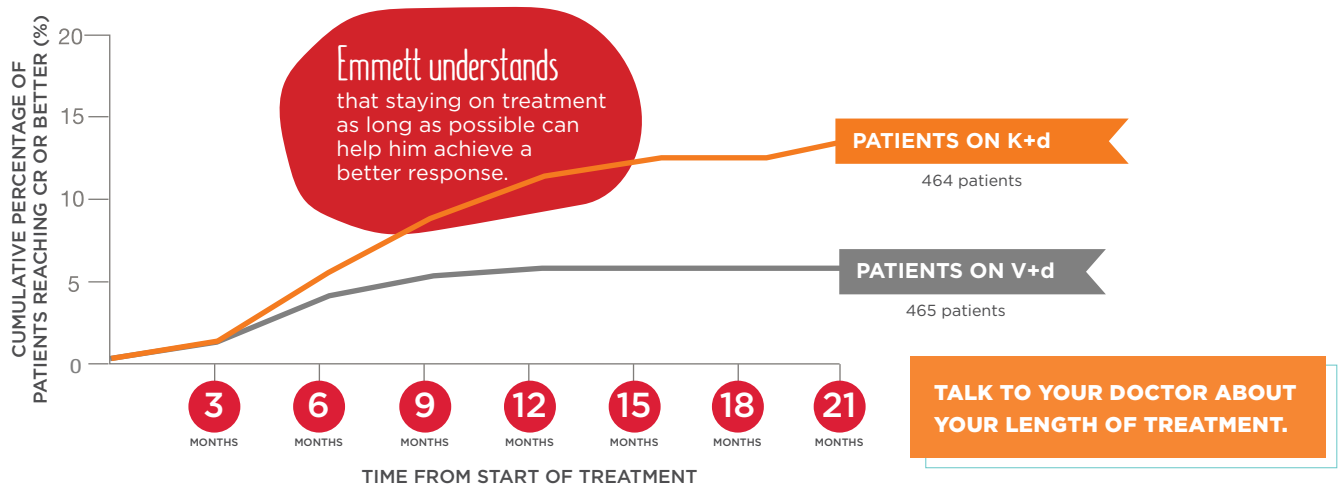 CUMULATIVE PERCENTAGE OF
PATIENTS REACHING CR OR BETTER (%)
20
15
10
5
0
Emmett understands
that staying on treatment
as long as possible can
help him achieve a
better response.
PATIENTS ON K+d
464 patients
PATIENTS ON V+d
465 patients
3
MONTHS
6
MONTHS
9
MONTHS
12
MONTHS
15
MONTHS
18
MONTHS
21
MONTHS
TIME FROM START OF TREATMENT
TALK TO YOUR DOCTOR ABOUT
YOUR LENGTH OF TREATMENT.